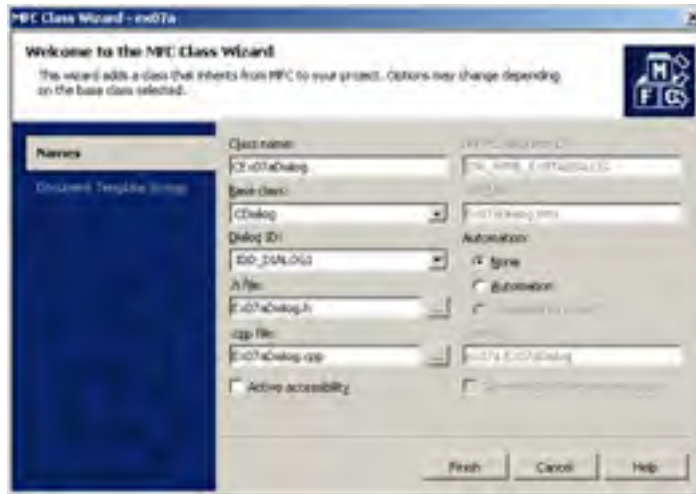 MFC Class Wizard - ex07a
Welcome to the MFC Class Wizard
This wizard adds a class that inherits from MFC to your project. Options may change depending
on the base class selected.
M
F C
Names
Document Template Strings
Class name:
CEx07aDialog
Base class:
CDialog
Dialog ID:
IDD_DIALOG1
.h file:
Ex07aDialog.h
...
.cpp file:
Ex07aDialog.cpp
...
Active accessibility
Automation:
None
Automation
ex07a.Ex07aDialog
Finish
Cancel
Help